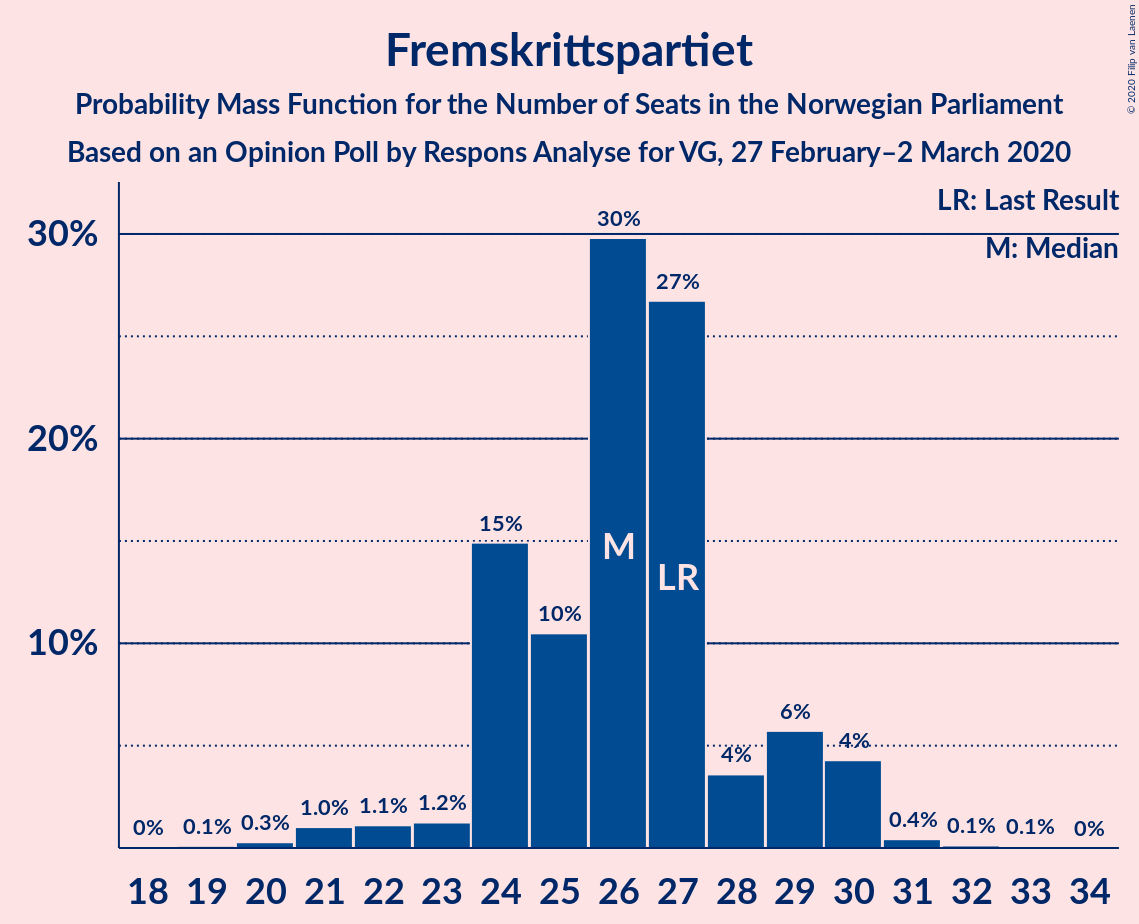 Fremskrittspartiet
Probability Mass Function for the Number of Seats in the Norwegian Parliament
Based on an Opinion Poll by Respons Analyse for VG, 27 February–2 March 2020
© 2020 Filip van Laenen
LR: Last Result
M: Median
30%
20%
10%
0% 0.1% 0.3% 1.0% 1.1% 1.2% 15% 10% 30% 27% 4% 6% 4% 0.4% 0.1% 0.1% 0%
M
LR
18 19 20 21 22 23 24 25 26 27 28 29 30 31 32 33 34